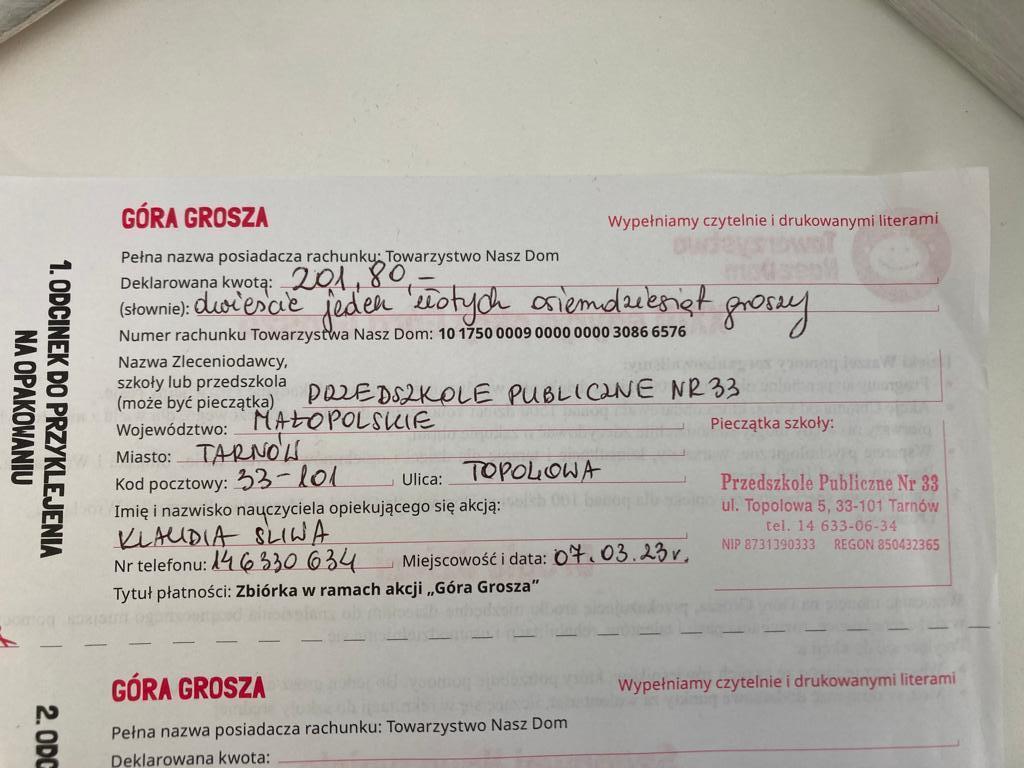 GÓRA GROSZA
Wypełniamy czytelnie i drukowanymi literami
Pełna nazwa posiadacza rachunku: Towarzystwo Nasz Dom
Deklarowana kwota: 201,80,-
(słownie): dwieście jeden złotych osiemdziesiąt groszy
Numer rachunku Towarzystwa Nasz Dom: 10 1750 0009 0000 0000 3086 6576
Nazwa Zleceniodawcy,
szkoły lub przedszkola
(może być pieczątka) PRZEDSZKOLE PUBLICZNE NR 33
Województwo: MAŁOPOLSKIE
Miasto: TARNÓW
Kod pocztowy: 33-101 Ulica: TOPOLOWA
Imię i nazwisko nauczyciela opiekującego się akcją:
KLAUDIA ŚLIWA
Nr telefonu: 146330634 Miejscowość i data: 07.03.23r.
Tytuł płatności: Zbiórka w ramach akcji „Góra Grosza”
Pieczątka szkoły:
Przedszkole Publiczne Nr 33
ul. Topolowa 5, 33-101 Tarnów
tel. 14 633-06-34
NIP 8731390333 REGON 850432365
1. ODCINEK DO PRZYKLEJENIA
NA OPAKOWANIU
GÓRA GROSZA
Wypełniamy czytelnie i drukowanymi literami
Pełna nazwa posiadacza rachunku: Towarzystwo Nasz Dom
Deklarowana kwota:
2. ODC